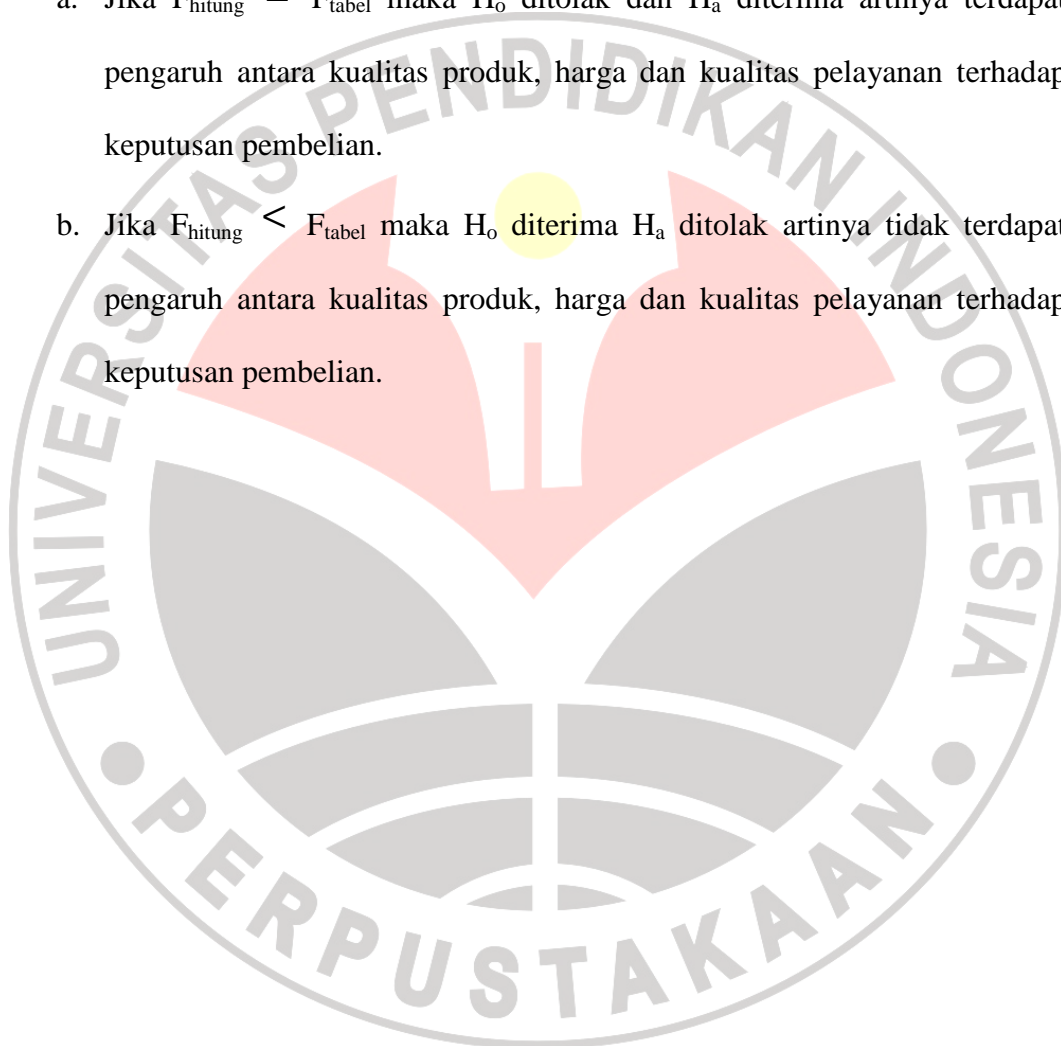 a. Jika Fhitung Ftabel maka Ho ditolak dan Ha diterima artinya terdapat
pengaruh antara kualitas produk, harga dan kualitas pelayanan terhadap
keputusan pembelian.
b. Jika Fhitung < Ftabel maka Ho diterima Ha ditolak artinya tidak terdapat
pengaruh antara kualitas produk, harga dan kualitas pelayanan terhadap
keputusan pembelian.
UNIVERSITAS PENDIDIKAN INDONESIA
PERPUSTAKAAN